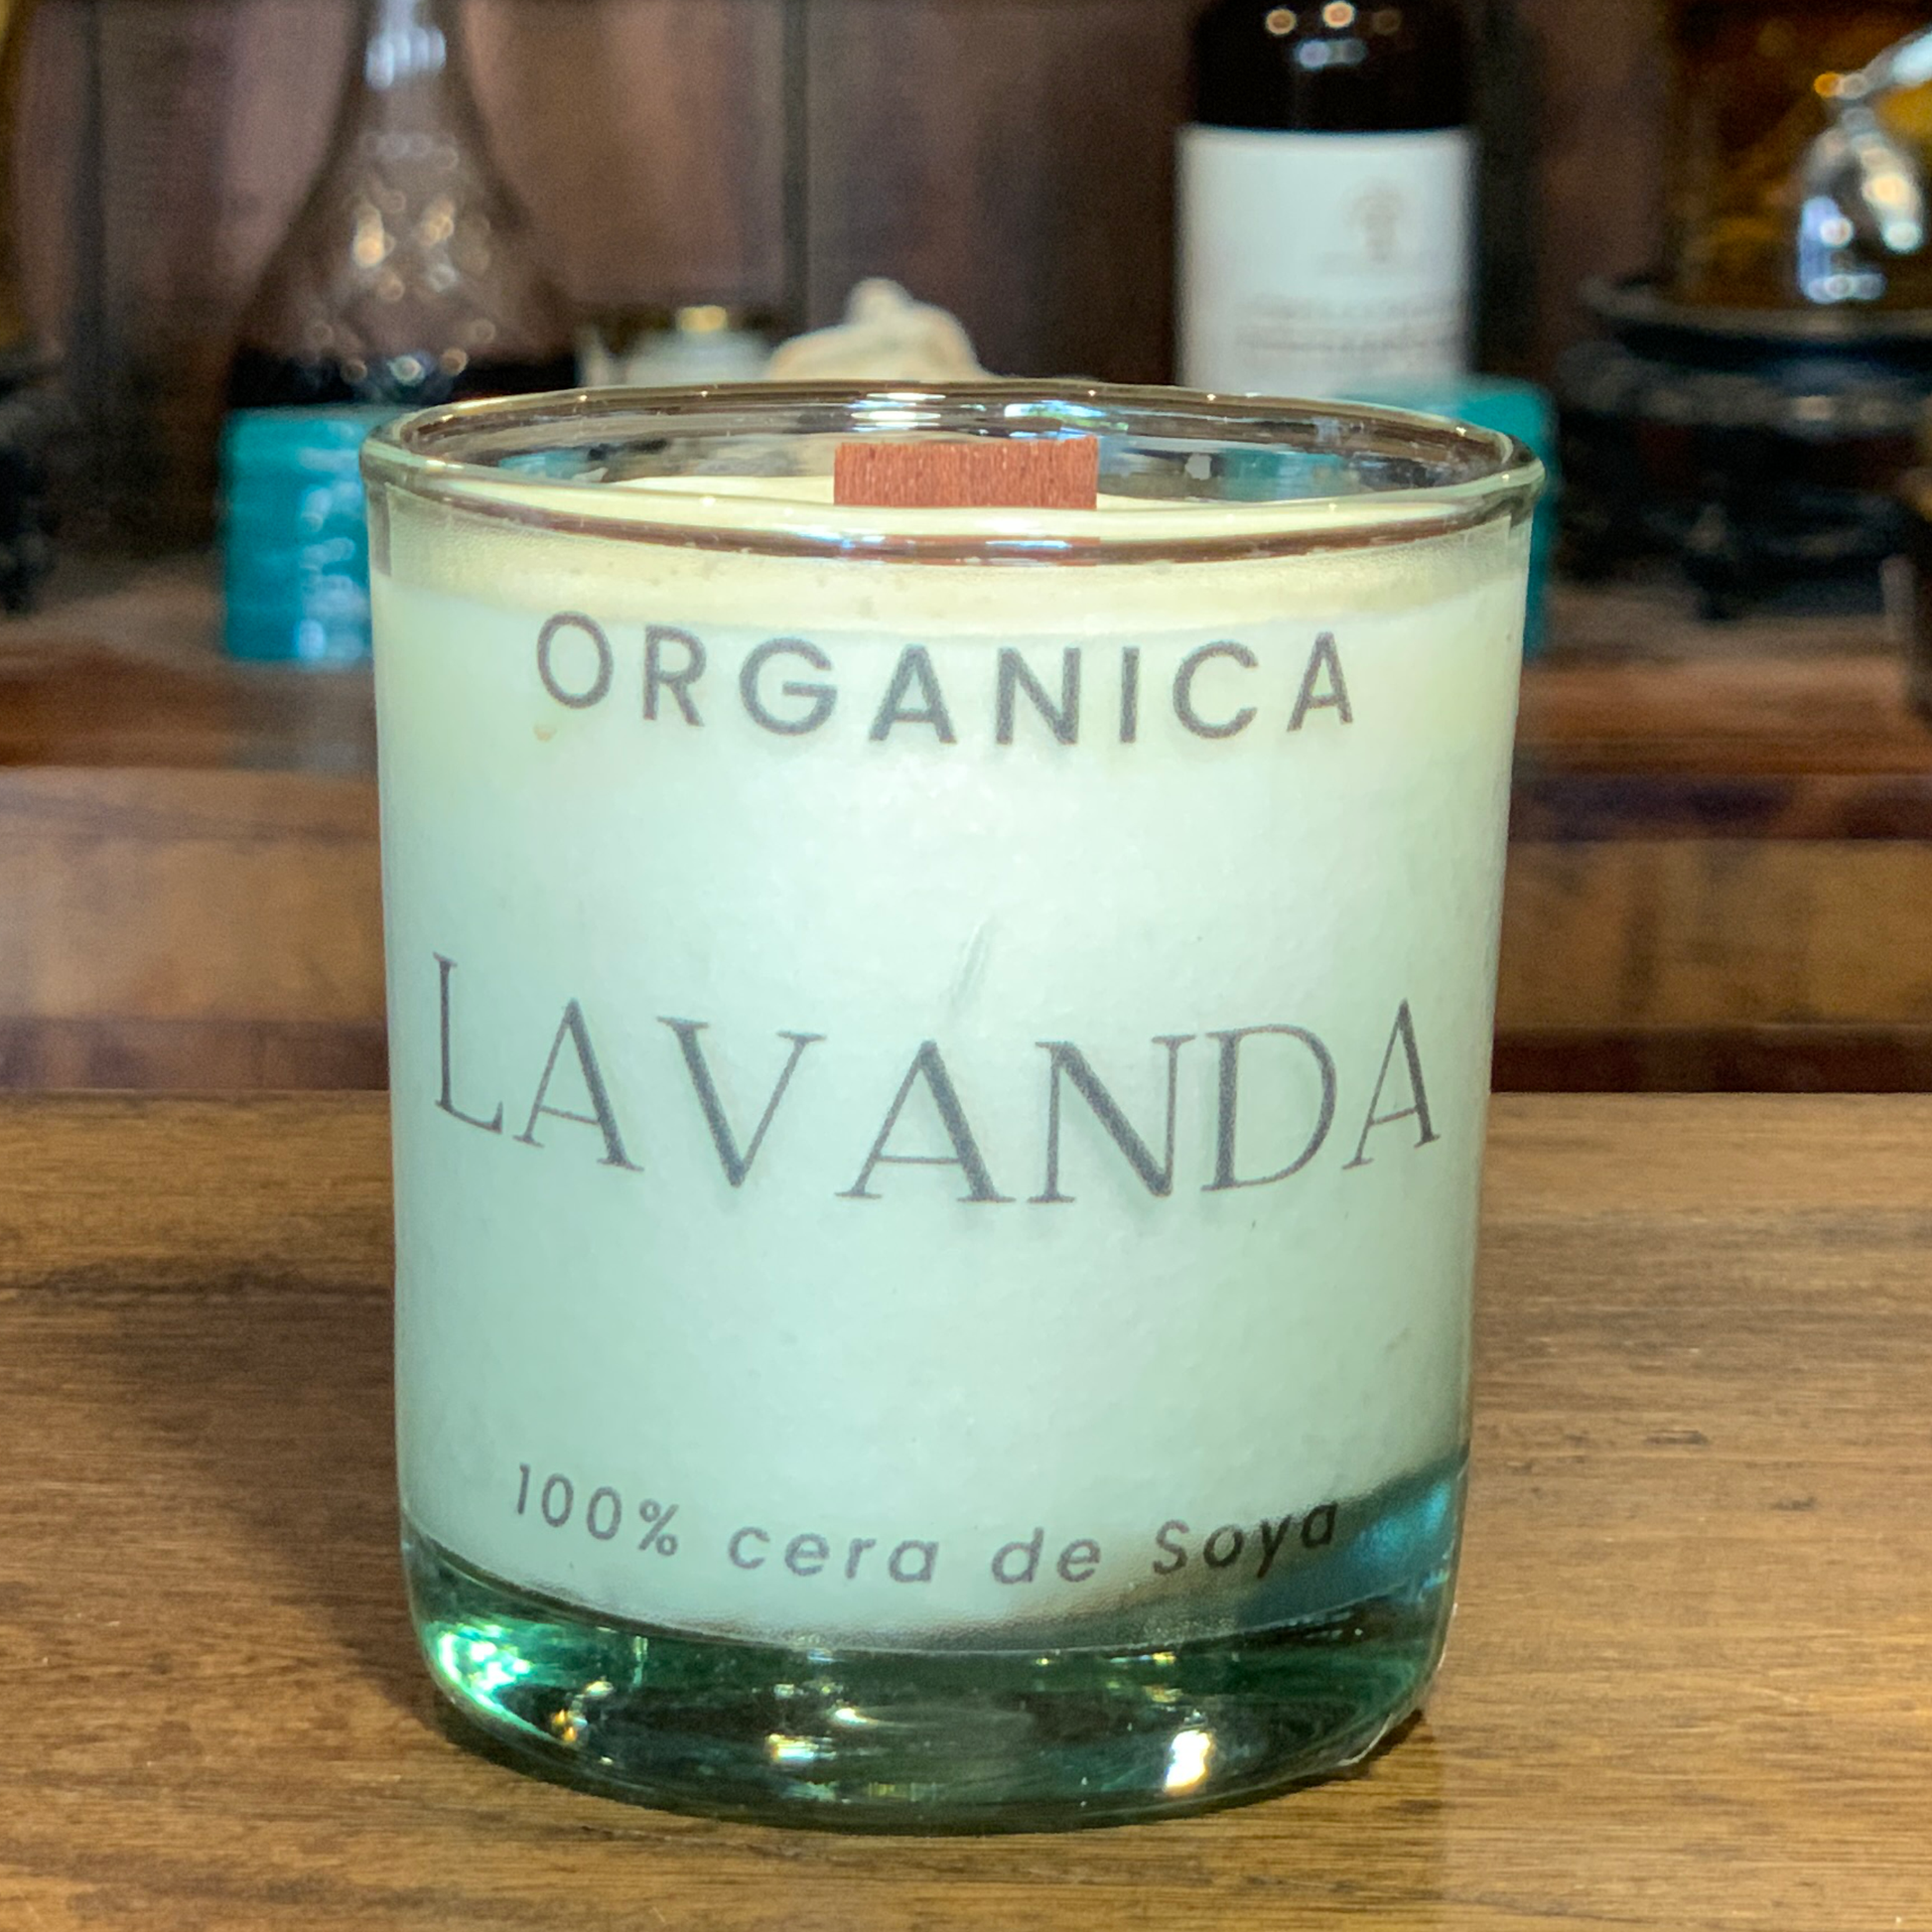 ORGANICA
LAVANDA
100% cera de Soya